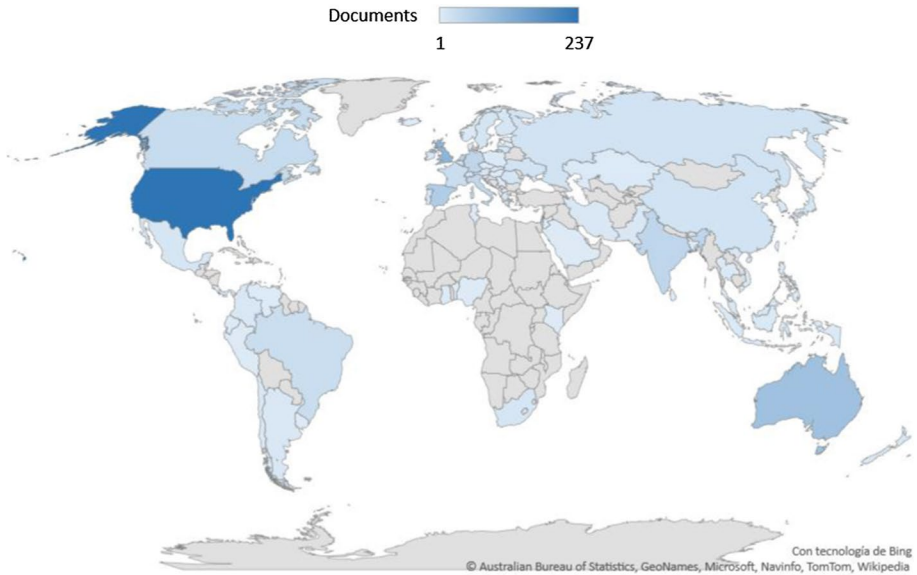 Documents
1 237
Con tecnología de Bing
© Australian Bureau of Statistics, GeoNames, Microsoft, Navinfo, TomTom, Wikipedia